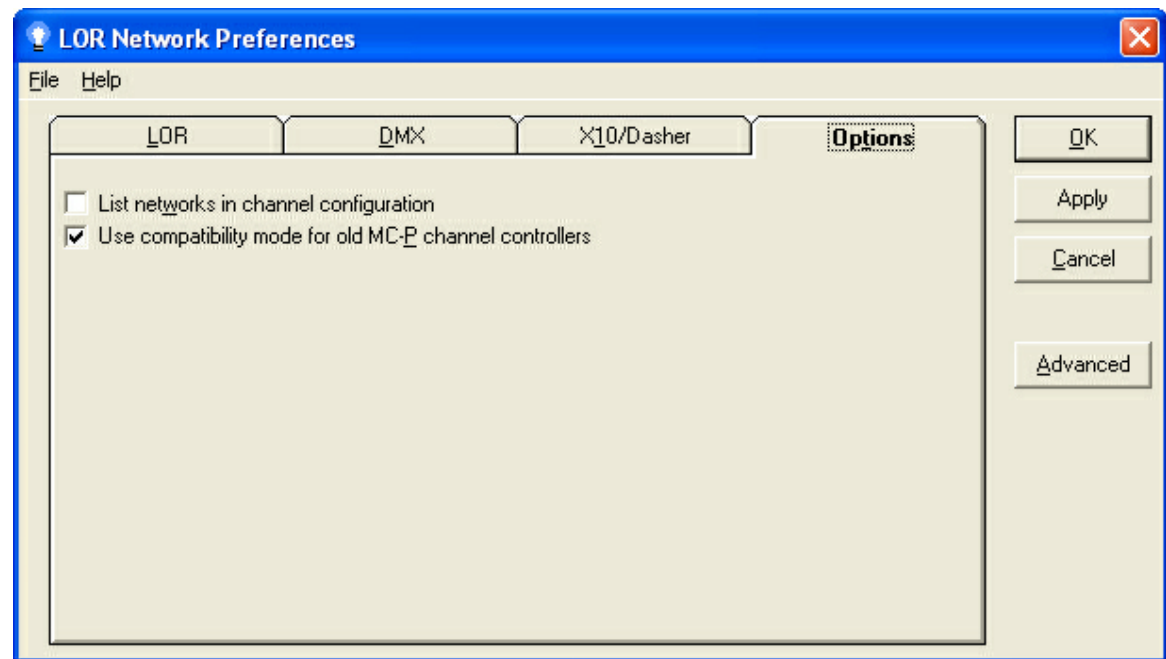 LOR Network Preferences
File Help
LOR DMX X10/Dasher Options
OK
List networks in channel configuration
Apply
Use compatibility mode for old MC-P channel controllers
Cancel
Advanced